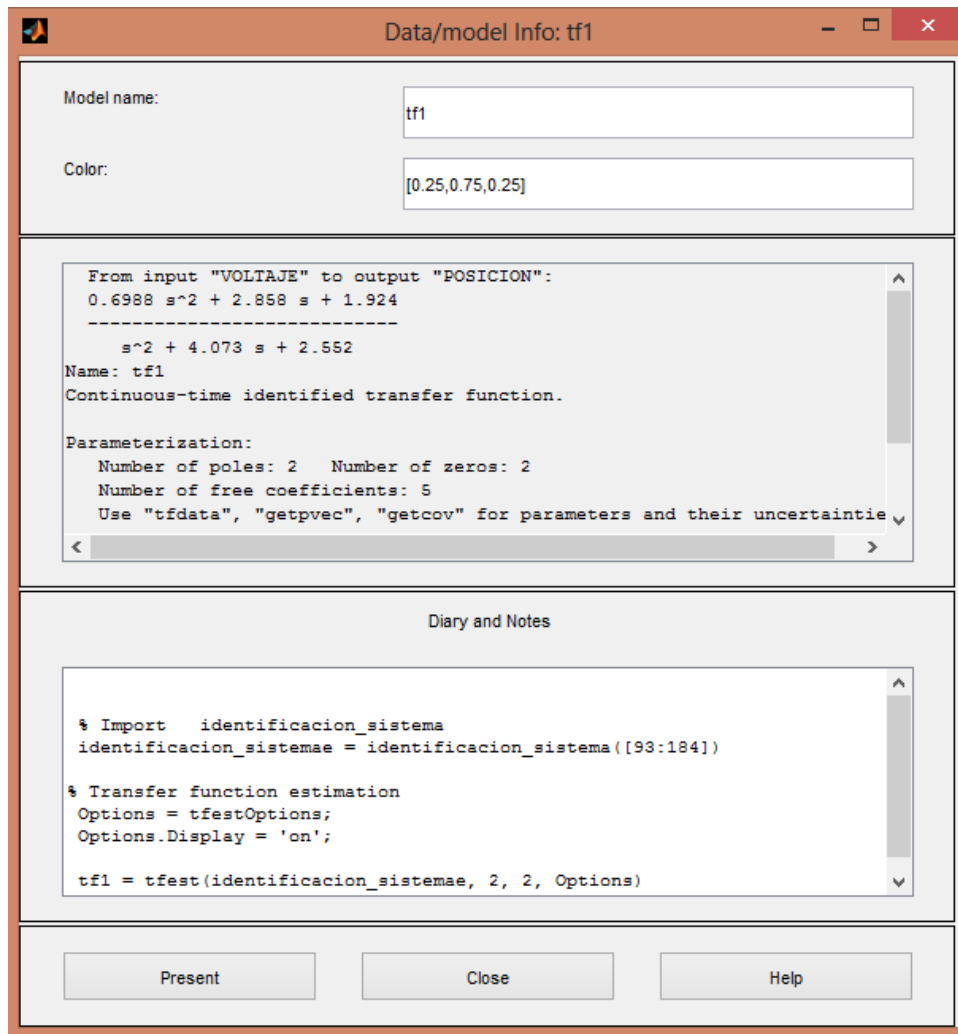 Data/model Info: tf1
Model name:
tf1
Color:
[0.25,0.75,0.25]
From input "VOLTAJE" to output "POSICION":
0.6988 s^2 + 2.858 s + 1.924
----------------------------
s^2 + 4.073 s + 2.552
Name: tf1
Continuous-time identified transfer function.
Parameterization:
Number of poles: 2   Number of zeros: 2
Number of free coefficients: 5
Use "tfdata", "getpvec", "getcov" for parameters and their uncertaintie
Diary and Notes
% Import   identificacion_sistema
identificacion_sistemae = identificacion_sistema([93:184])
% Transfer function estimation
Options = tfestOptions;
Options.Display = 'on';
tf1 = tfest(identificacion_sistemae, 2, 2, Options)
Present
Close
Help